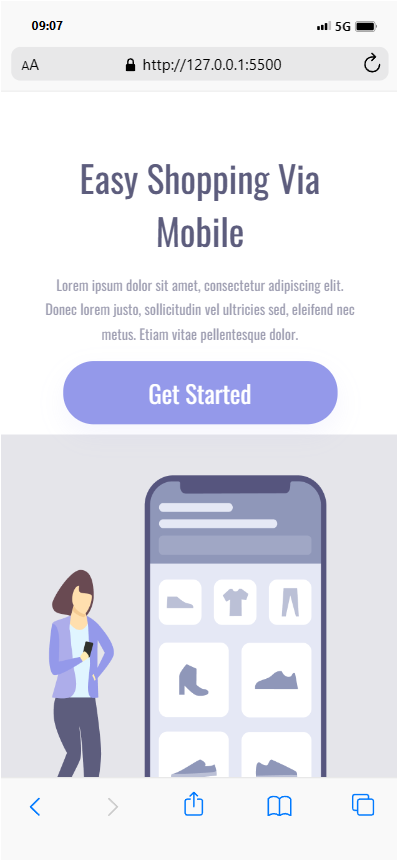 09:07
5G
AA
http://127.0.0.1:5500
Easy Shopping Via
Mobile
Lorem ipsum dolor sit amet, consectetur adipiscing elit.
Donec lorem justo, sollicitudin vel ultricies sed, eleifend nec
metus. Etiam vitae pellentesque dolor.
Get Started